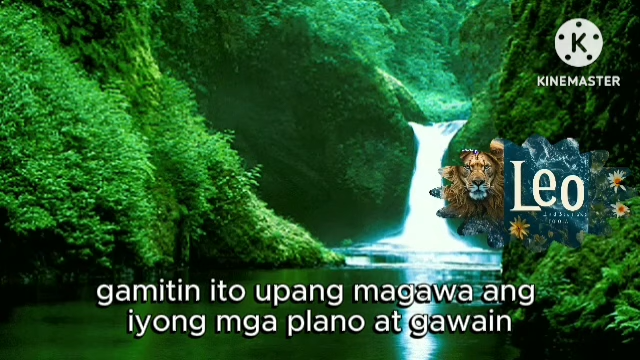 KINEMASTER
Leo
gamitin ito upang magawa ang
iyong mga plano at gawain